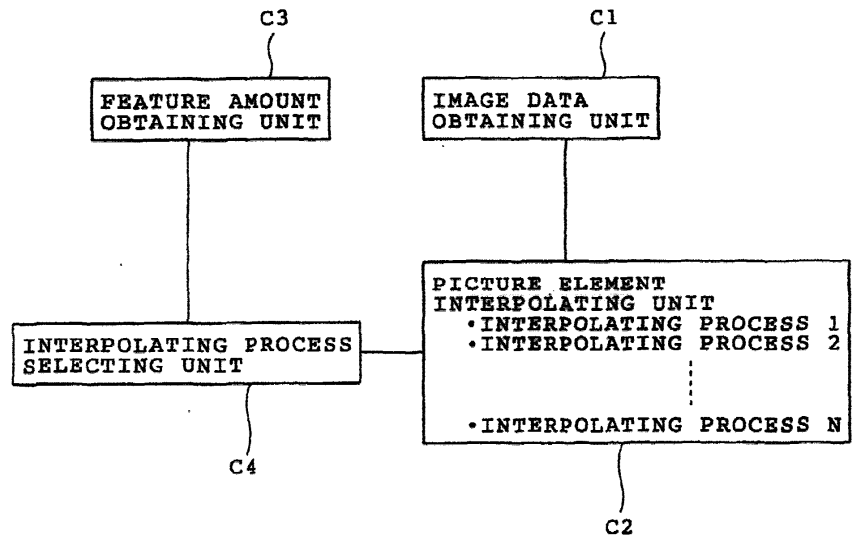 C3
C1
FEATURE AMOUNT
OBTAINING UNIT
IMAGE DATA
OBTAINING UNIT
PICTURE ELEMENT
INTERPOLATING UNIT
•INTERPOLATING PROCESS 1
•INTERPOLATING PROCESS 2
•INTERPOLATING PROCESS N
INTERPOLATING PROCESS
SELECTING UNIT
C4
C2